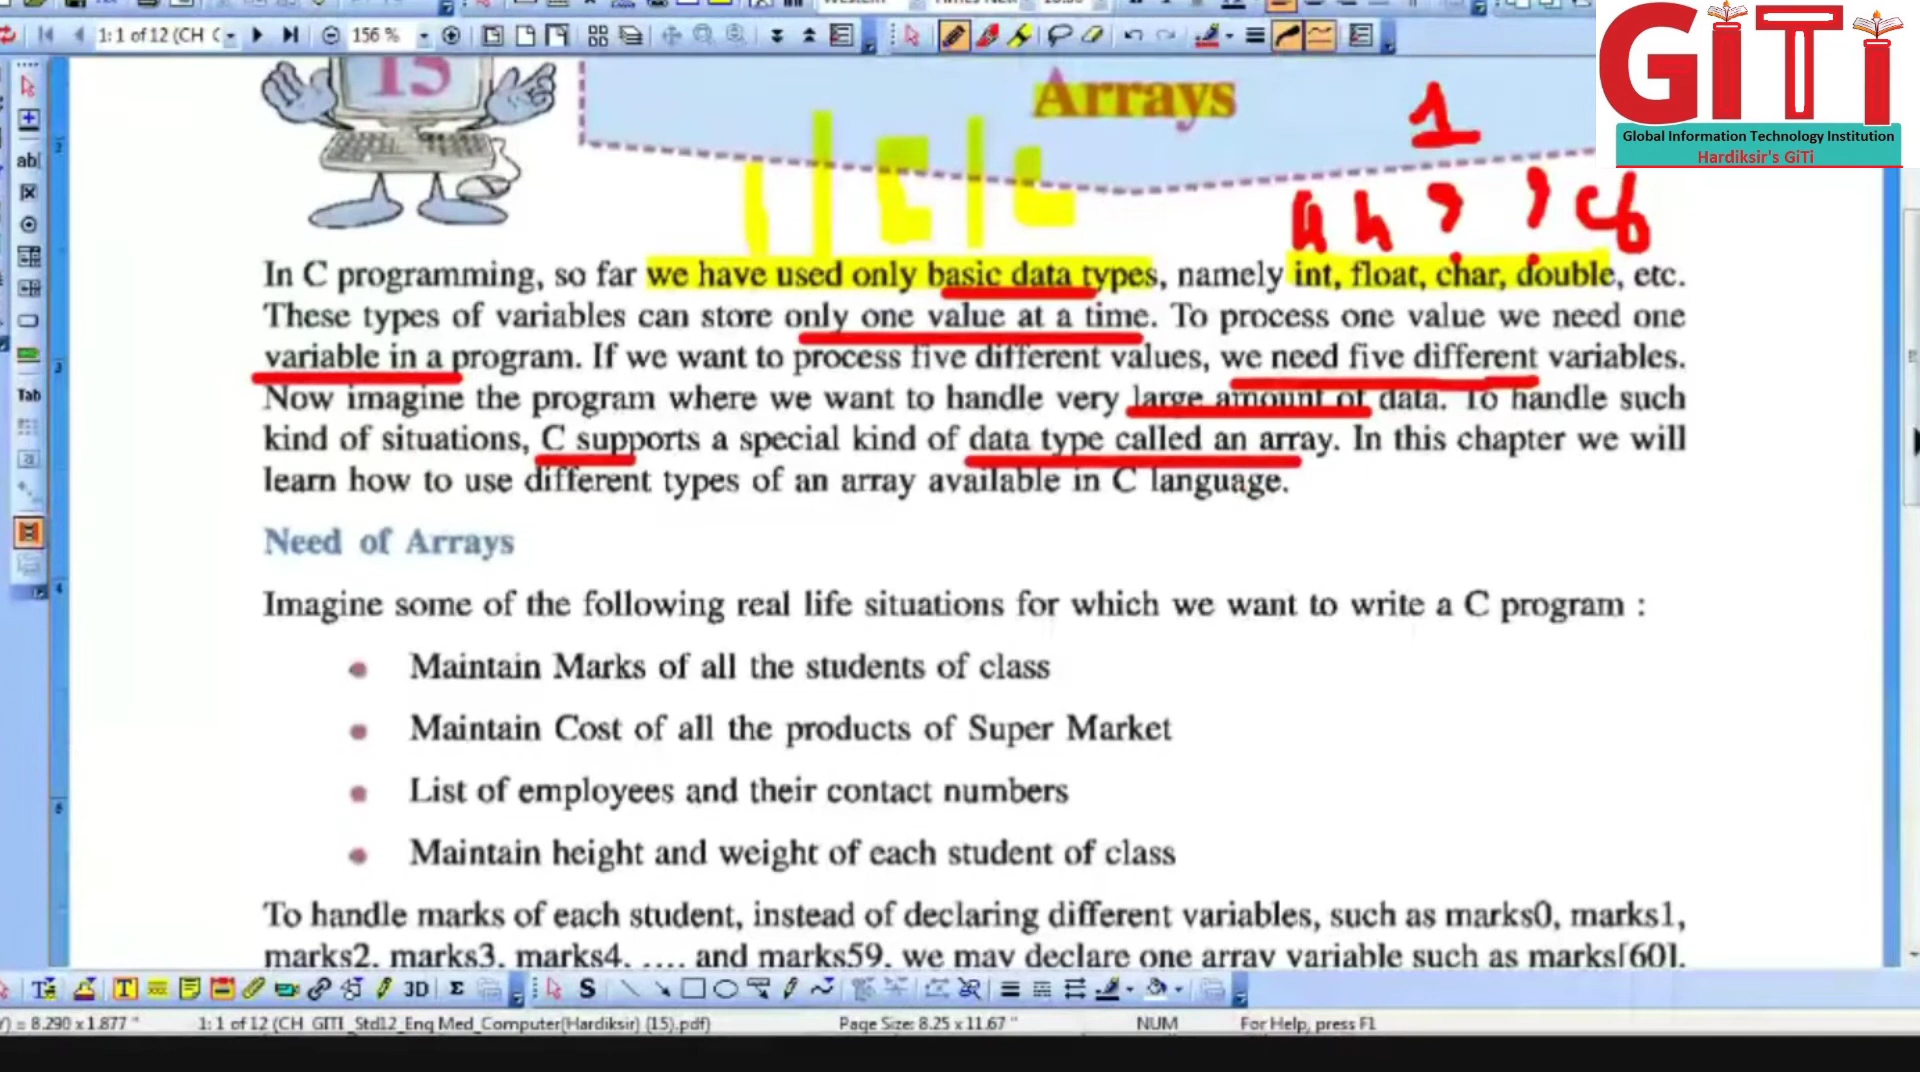 1:1 of 12 (CH C
156 %
GiTi
Global Information Technology Institution
Hardiksir's GiTi
15
Arrays
1
In C programming, so far we have used only basic data types, namely int, float, char, double, etc.
These types of variables can store only one value at a time. To process one value we need one
variable in a program. If we want to process five different values, we need five different variables.
Now imagine the program where we want to handle very large amount of data. To handle such
kind of situations, C supports a special kind of data type called an array. In this chapter we will
learn how to use different types of an array available in C language.
Need of Arrays
Imagine some of the following real life situations for which we want to write a C program :
Maintain Marks of all the students of class
Maintain Cost of all the products of Super Market
List of employees and their contact numbers
Maintain height and weight of each student of class
To handle marks of each student, instead of declaring different variables, such as marks0, marks1,
marks2, marks3, marks4, .... and marks59, we may declare one array variable such as marks[60].
Tab
3D
= 8.290 x 1.877 "
1:1 of 12 (CH_GITI_Std12_Eng Med_Computer(Hardiksir) (15).pdf)
Page Size: 8.25 x 11.67 "
NUM
For Help, press F1